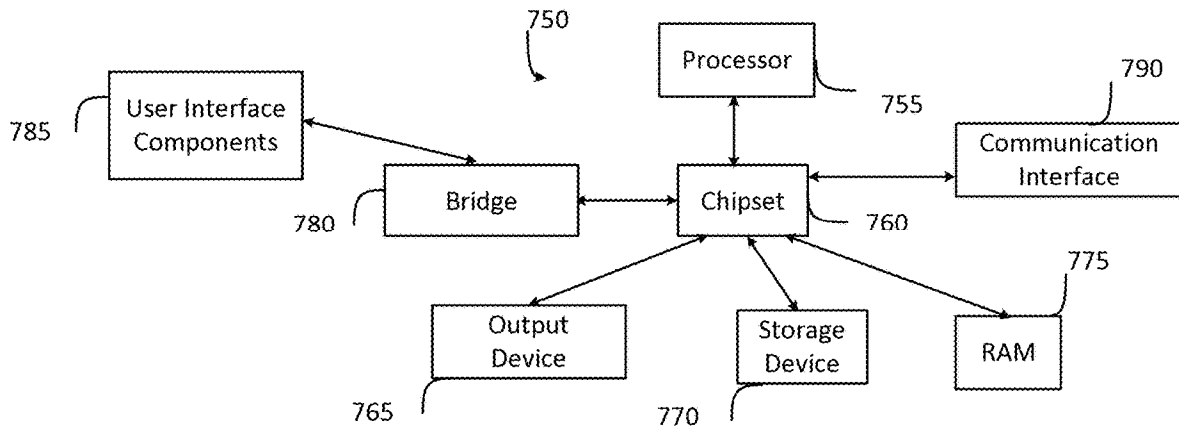 750
Processor
755
790
785
User Interface
Components
Communication
Interface
780
Bridge
Chipset
760
775
Output
Device
Storage
Device
RAM
765
770